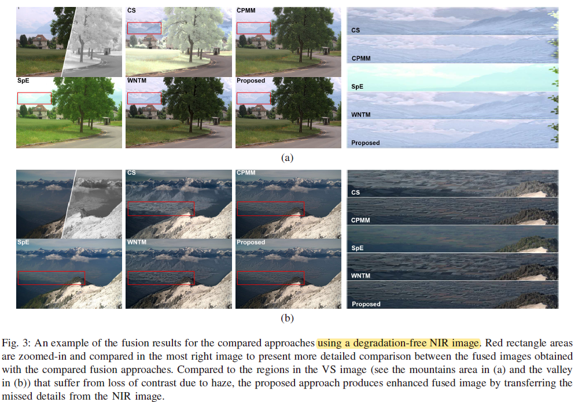 CS
CPMM
SpE
WNTM
Proposed
CS
CPMM
SpE
WNTM
Proposed
(a)
CS
CPMM
SpE
WNTM
Proposed
CS
CPMM
SpE
WNTM
Proposed
(b)
Fig. 3: An example of the fusion results for the compared approaches using a degradation-free NIR image. Red rectangle areas
are zoomed-in and compared in the most right image to present more detailed comparison between the fused images obtained
with the compared fusion approaches. Compared to the regions in the VS image (see the mountains area in (a) and the valley
in (b)) that suffer from loss of contrast due to haze, the proposed approach produces enhanced fused image by transferring the
missed details from the NIR image.